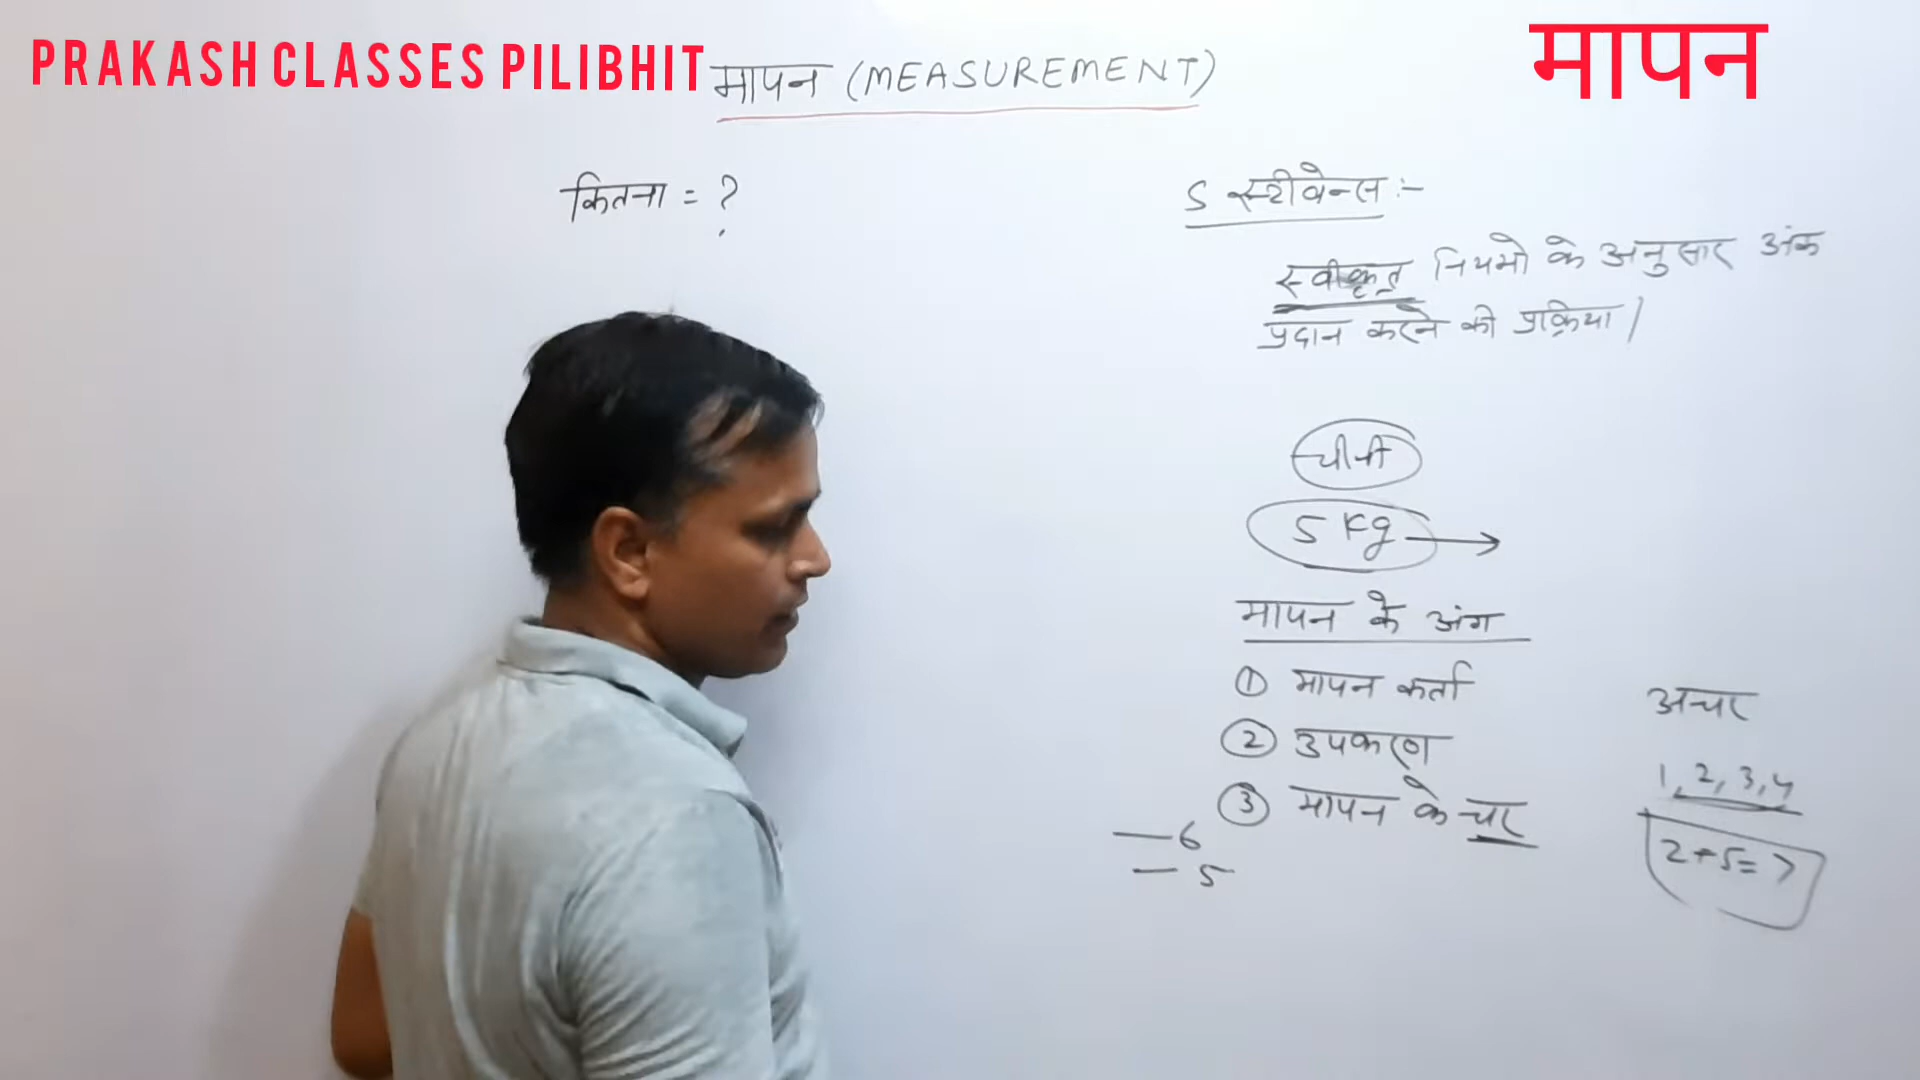 PRAKASH CLASSES PILIBHIT
मापन (MEASUREMENT)
मापन
कितना = ?
S स्टीवेन्स :-
स्वीकृत नियमो के अनुसार अंक
प्रदान करने की प्रक्रिया।
चीनी
5 Kg
मापन के अंग
① मापन कर्ता
② उपकरण
③ मापन के चर
— 6
— 5
अचर
1, 2, 3, 4
2+5=7